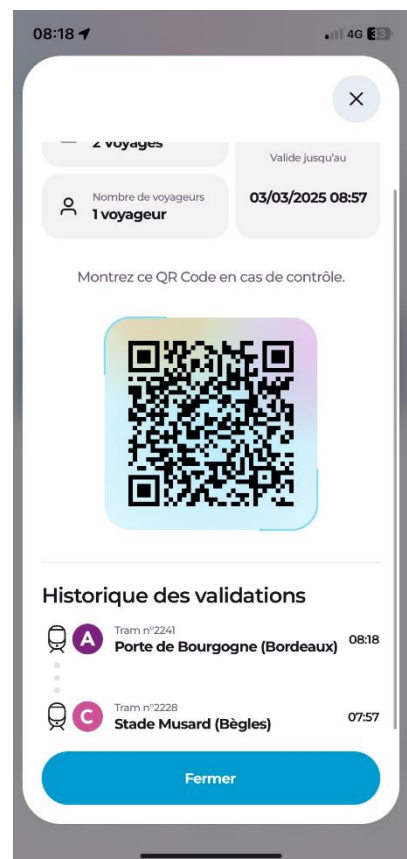 08:18
4G 33
2 voyages
Valide jusqu'au
03/03/2025 08:57
Nombre de voyageurs
1 voyageur
Montrez ce QR Code en cas de contrôle.
Historique des validations
A
Tram n°2241
Porte de Bourgogne (Bordeaux) 08:18
C
Tram n°2228
Stade Musard (Bègles) 07:57
Fermer